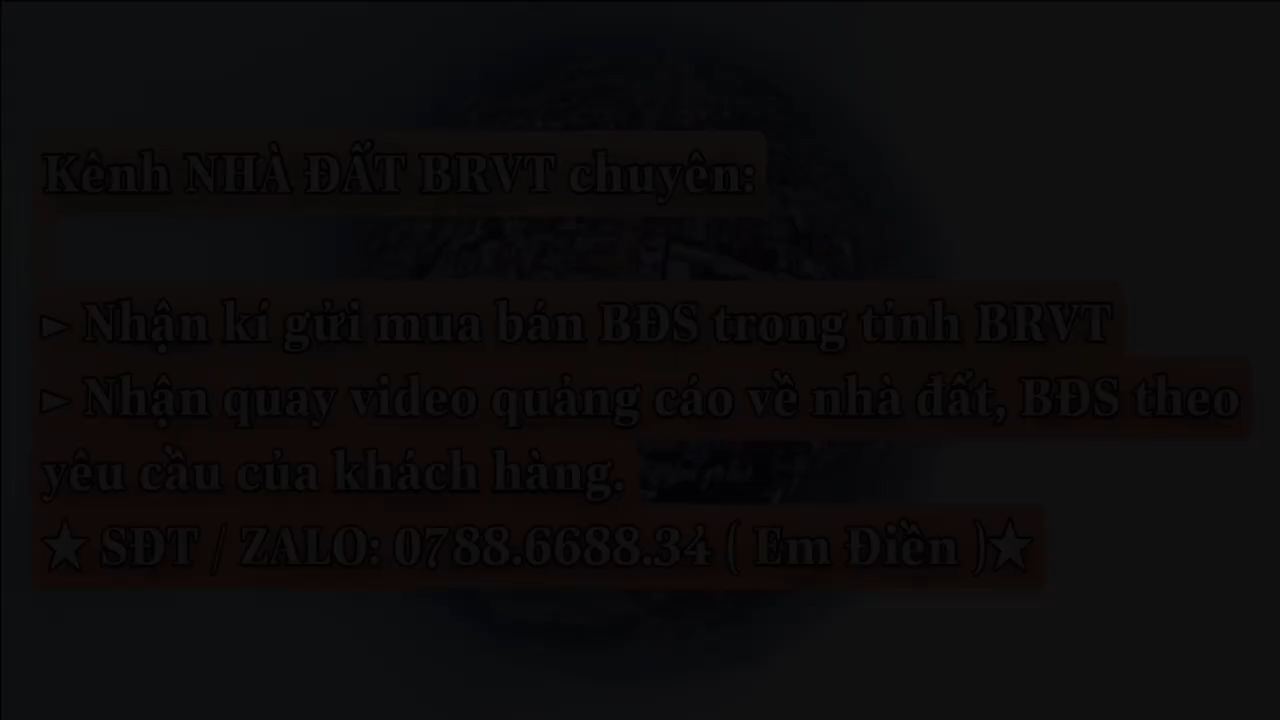 Kênh NHÀ ĐẤT BRVT chuyên:
► Nhận kí gửi mua bán BĐS trong tỉnh BRVT
► Nhận quay video quảng cáo về nhà đất, BĐS theo
yêu cầu của khách hàng.
★ SĐT / ZALO: 0788.6688.34 ( Em Điền )★